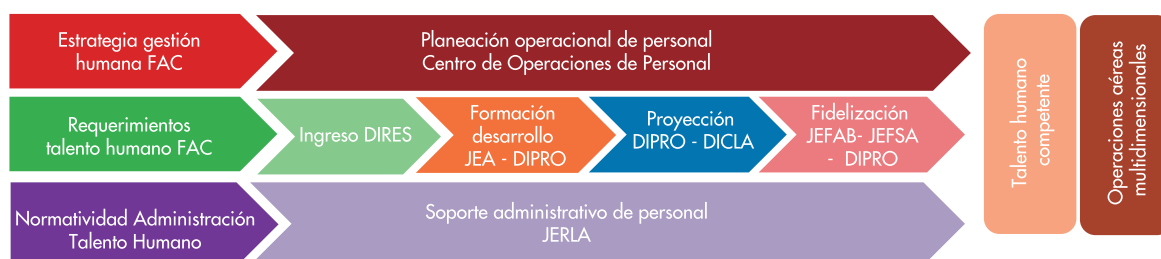 Estrategia gestión
humana FAC
Planeación operacional de personal
Centro de Operaciones de Personal
Requerimientos
talento humano FAC
Ingreso DIRES
Formación
desarrollo
JEA - DIPRO
Proyección
DIPRO - DICLA
Fidelización
JEFAB- JEFSA
- DIPRO
Normatividad Administración
Talento Humano
Soporte administrativo de personal
JERLA
Talento humano
competente
Operaciones aéreas
multidimensionales